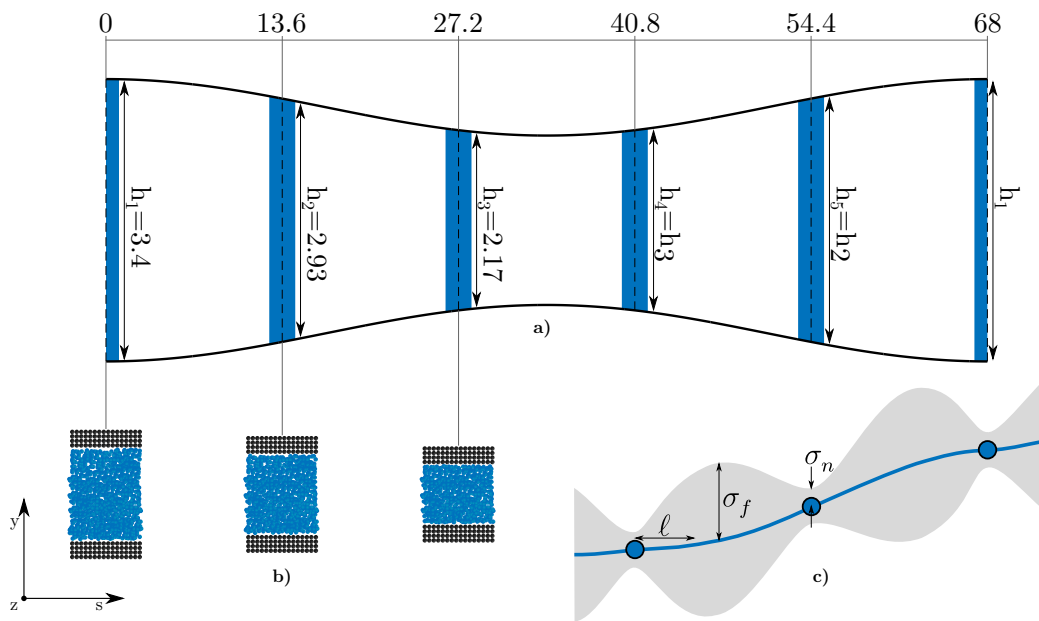 0 13.6 27.2 40.8 54.4 68
h₁=3.4
h₂=2.93
h₃=2.17
h₄=h3
h₅=h2
h₁
a)
σₙ
σ_f
ℓ
y
z
s
b)
c)